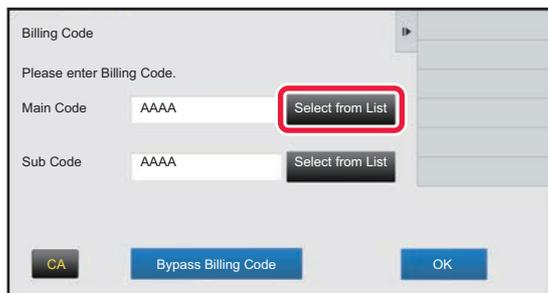 Billing Code
Please enter Billing Code.
Main Code AAAA Select from List
Sub Code AAAA Select from List
CA Bypass Billing Code OK